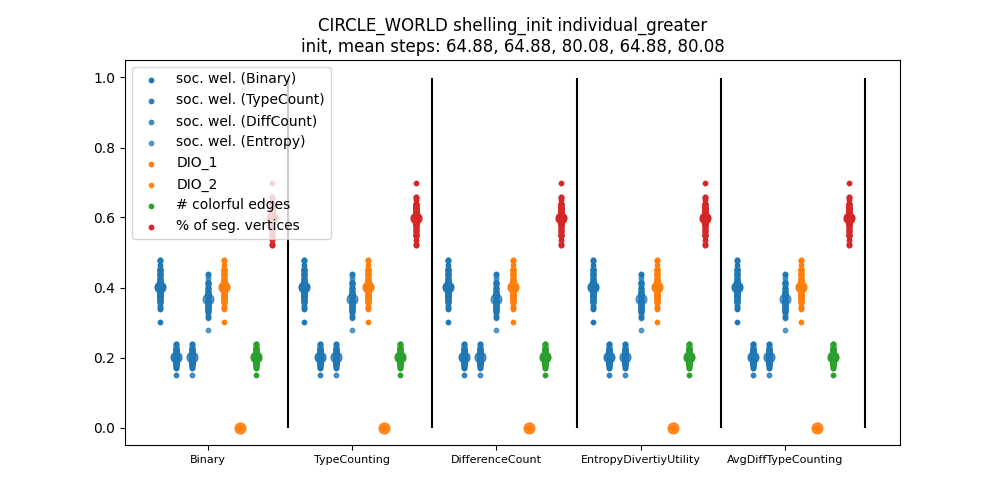 CIRCLE_WORLD shelling_init individual_greater
init, mean steps: 64.88, 64.88, 80.08, 64.88, 80.08
1.0
0.8
0.6
0.4
0.2
0.0
soc. wel. (Binary)
soc. wel. (TypeCount)
soc. wel. (DiffCount)
soc. wel. (Entropy)
DIO_1
DIO_2
# colorful edges
% of seg. vertices
Binary
TypeCounting
DifferenceCount
EntropyDivertiyUtility
AvgDiffTypeCounting